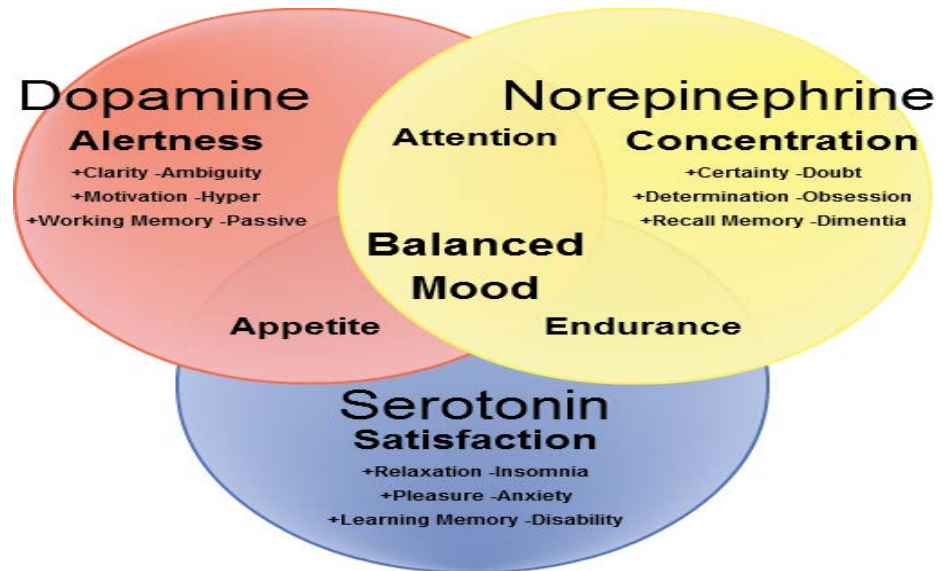 Dopamine
Alertness
+Clarity -Ambiguity
+Motivation -Hyper
+Working Memory -Passive
Attention
Norepinephrine
Concentration
+Certainty -Doubt
+Determination -Obsession
+Recall Memory -Dimentia
Balanced
Mood
Appetite
Endurance
Serotonin
Satisfaction
+Relaxation -Insomnia
+Pleasure -Anxiety
+Learning Memory -Disability